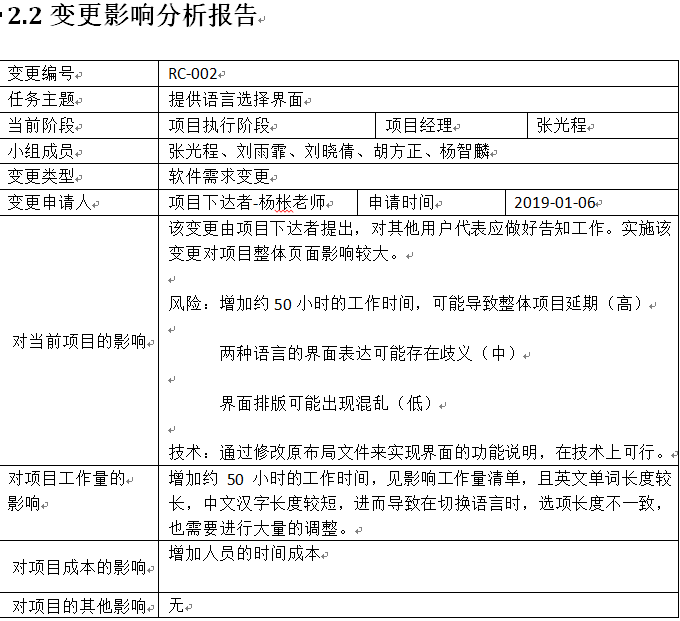 2.2 变更影响分析报告
变更编号 RC-002
任务主题 提供语言选择界面
当前阶段 项目执行阶段 项目经理 张光程
小组成员 张光程、刘雨霏、刘晓倩、胡方正、杨智麟
变更类型 软件需求变更
变更申请人 项目下达者-杨枨老师 申请时间 2019-01-06
对当前项目的影响
该变更由项目下达者提出，对其他用户代表应做好告知工作。实施该
变更对项目整体页面影响较大。
风险：增加约 50 小时的工作时间，可能导致整体项目延期（高）
两种语言的界面表达可能存在歧义（中）
界面排版可能出现混乱（低）
技术：通过修改原布局文件来实现界面的功能说明，在技术上可行。
对项目工作量的
影响
增加约 50 小时的工作时间，见影响工作量清单，且英文单词长度较
长，中文汉字长度较短，进而导致在切换语言时，选项长度不一致，
也需要进行大量的调整。
对项目成本的影响
增加人员的时间成本
对项目的其他影响 无